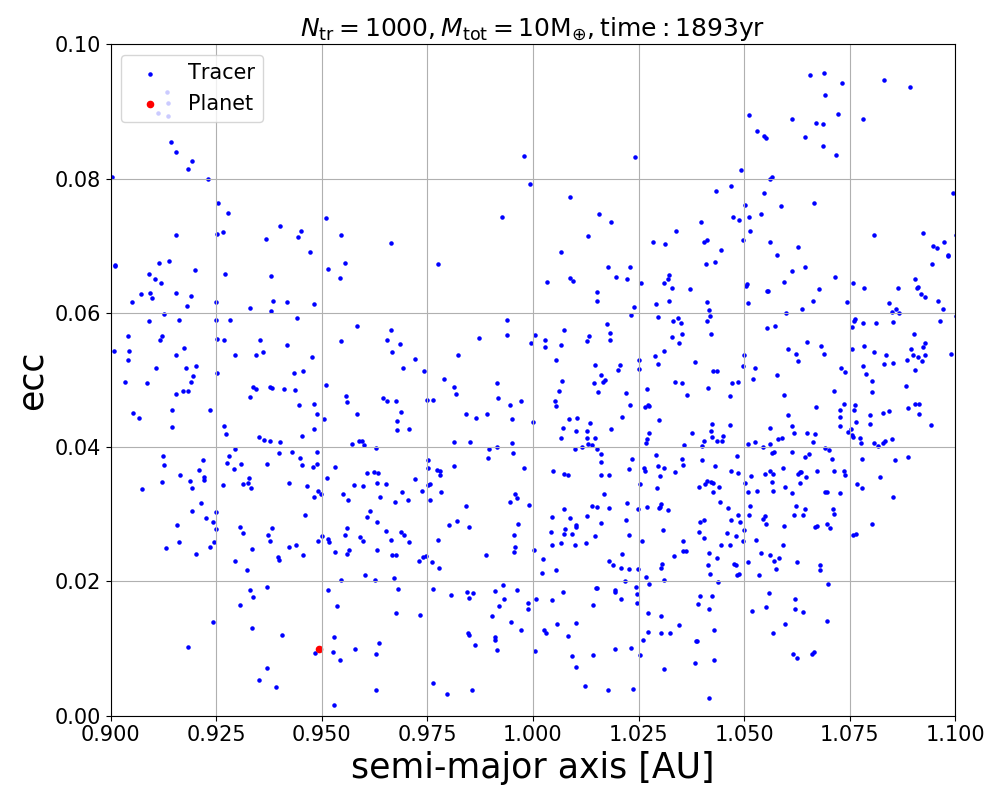 N_tr = 1000, M_tot = 10M_⊕, time : 1893yr
Tracer
Planet
ecc
0.10
0.08
0.06
0.04
0.02
0.00
0.900 0.925 0.950 0.975 1.000 1.025 1.050 1.075 1.100
semi-major axis [AU]